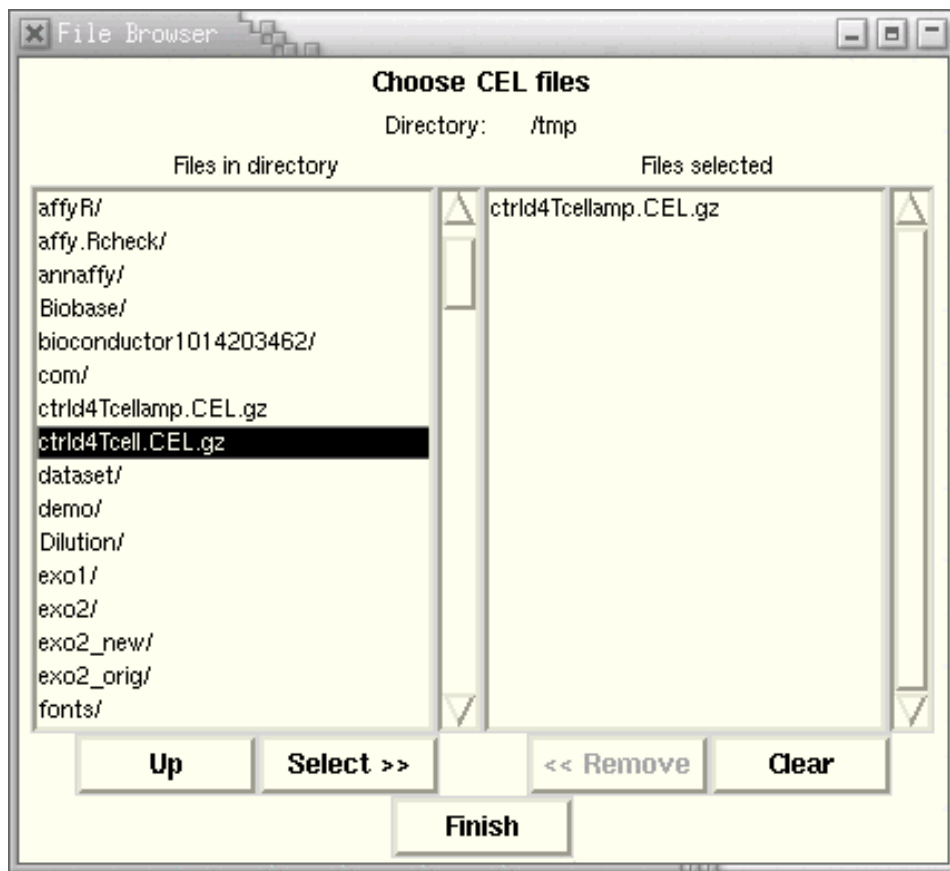 File Browser
Choose CEL files
Directory: /tmp
Files in directory
Files selected
affyR/
affy.Rcheck/
annaffy/
Biobase/
bioconductor1014203462/
com/
ctrld4Tcellamp.CEL.gz
ctrld4Tcell.CEL.gz
dataset/
demo/
Dilution/
exo1/
exo2/
exo2_new/
exo2_orig/
fonts/
ctrld4Tcellamp.CEL.gz
Up
Select >>
<< Remove
Clear
Finish